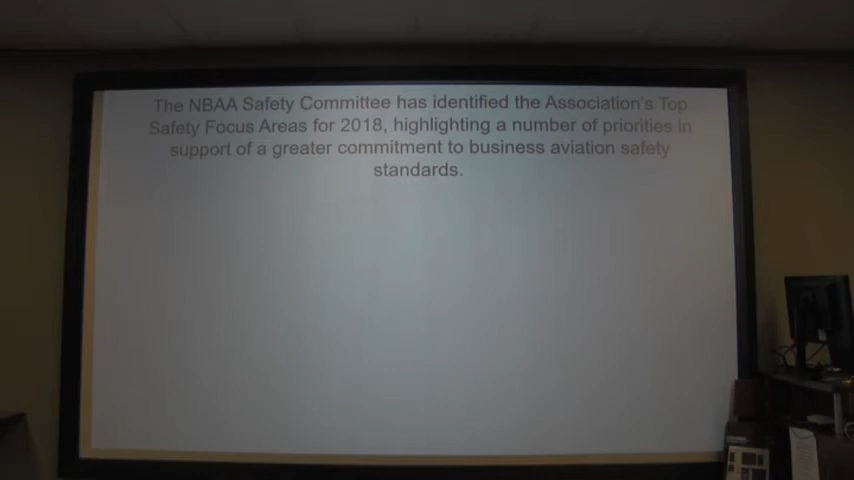 The NBAA Safety Committee has identified the Association's Top
Safety Focus Areas for 2018, highlighting a number of priorities in
support of a greater commitment to business aviation safety
standards.